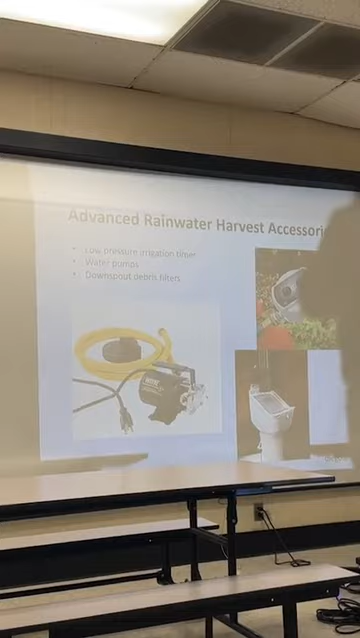 Advanced Rainwater Harvest Accessori
• Low pressure irrigation timer
• Water pumps
• Downspout debris filters